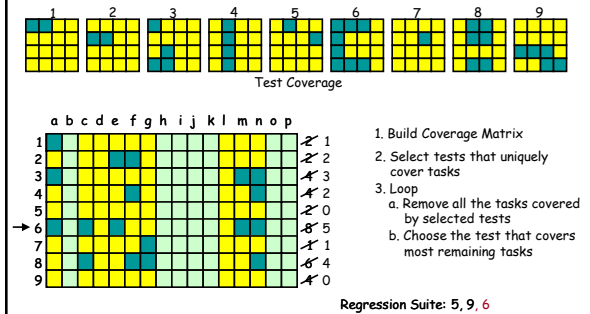 1 2 3 4 5 6 7 8 9
Test Coverage
a b c d e f g h i j k l m n o p
1 2 1
2 2 2
3 4 3
4 4 2
5 2 0
6 8 5
7 1 1
8 6 4
9 4 0
1. Build Coverage Matrix
2. Select tests that uniquely
cover tasks
3. Loop
a. Remove all the tasks covered
by selected tests
b. Choose the test that covers
most remaining tasks
Regression Suite: 5, 9, 6